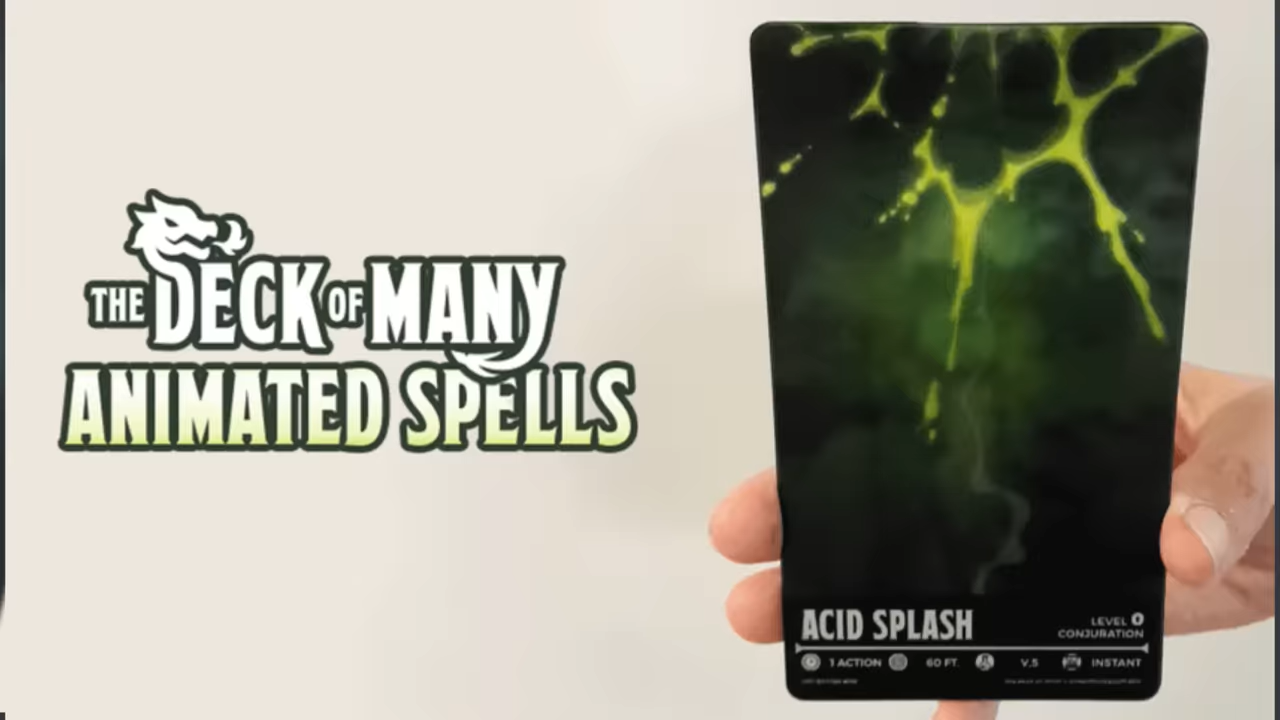 THE DECK OF MANY
ANIMATED SPELLS
ACID SPLASH
LEVEL 0
CONJURATION
1 ACTION 60 FT. V,S INSTANT